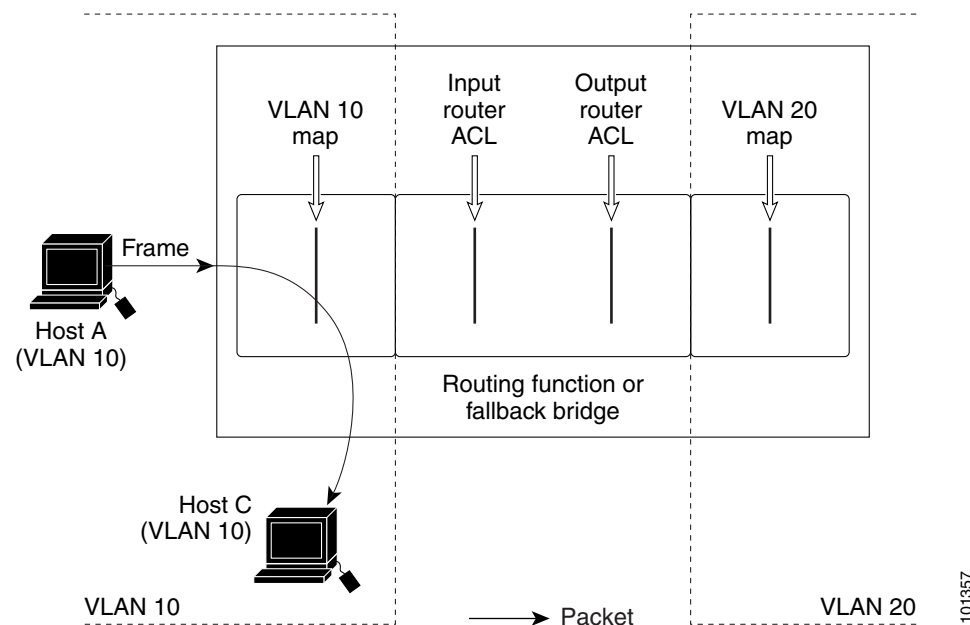 VLAN 10
map
Input
router
ACL
Output
router
ACL
VLAN 20
map
Frame
Host A
(VLAN 10)
Routing function or
fallback bridge
Host C
(VLAN 10)
VLAN 10
Packet
VLAN 20
101357